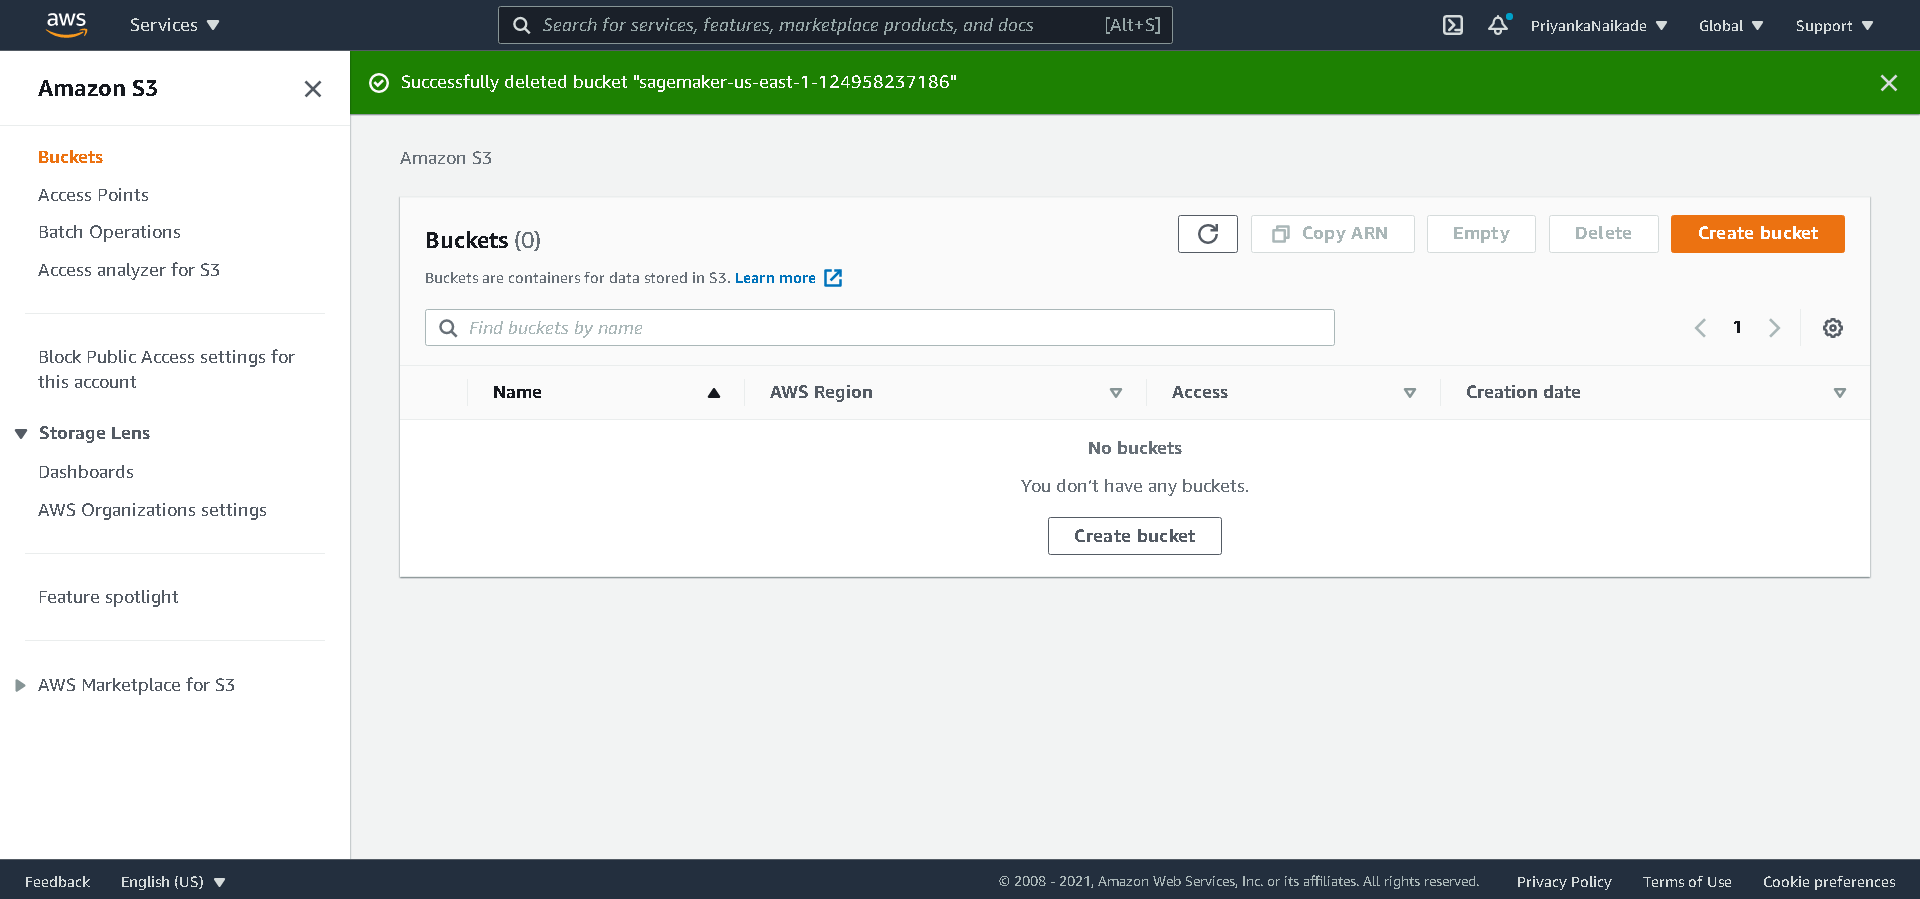 aws
Services
Search for services, features, marketplace products, and docs [Alt+S]
PriyankaNaikade
Global
Support
Amazon S3
Buckets
Access Points
Batch Operations
Access analyzer for S3
Block Public Access settings for
this account
Storage Lens
Dashboards
AWS Organizations settings
Feature spotlight
AWS Marketplace for S3
Successfully deleted bucket "sagemaker-us-east-1-124958237186"
Amazon S3
Buckets (0)
Copy ARN
Empty
Delete
Create bucket
Buckets are containers for data stored in S3. Learn more
Find buckets by name
1
Name AWS Region Access Creation date
No buckets
You don't have any buckets.
Create bucket
Feedback
English (US)
© 2008 - 2021, Amazon Web Services, Inc. or its affiliates. All rights reserved.
Privacy Policy
Terms of Use
Cookie preferences